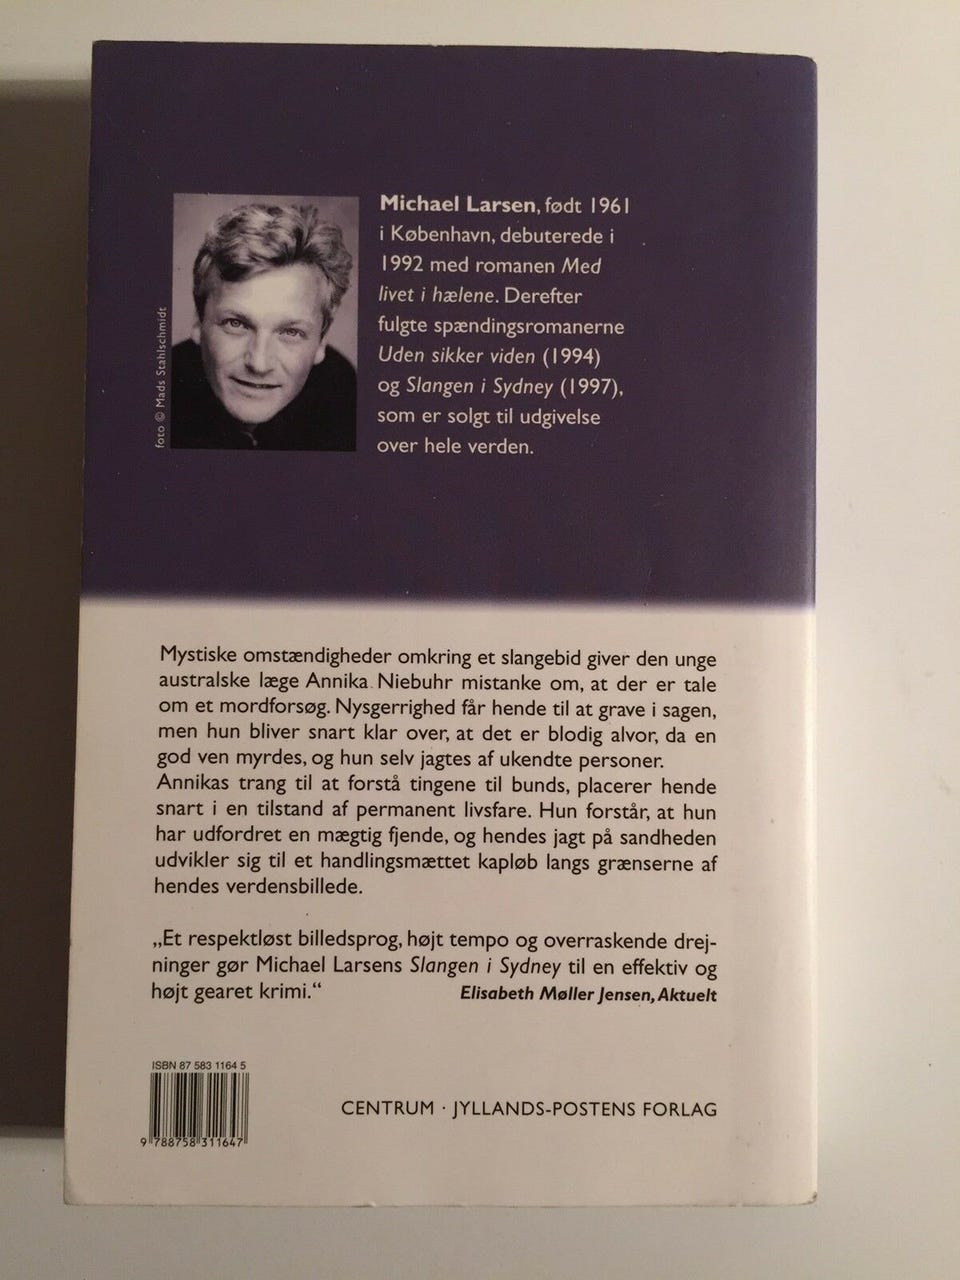 Michael Larsen, født 1961
i København, debuterede i
1992 med romanen Med
livet i hælene. Derefter
fulgte spændingsromanerne
Uden sikker viden (1994)
og Slangen i Sydney (1997),
som er solgt til udgivelse
over hele verden.
foto © Mads Stahlschmidt
Mystiske omstændigheder omkring et slangebid giver den unge
australske læge Annika Niebuhr mistanke om, at der er tale
om et mordforsøg. Nysgerrighed får hende til at grave i sagen,
men hun bliver snart klar over, at det er blodig alvor, da en
god ven myrdes, og hun selv jagtes af ukendte personer.
Annikas trang til at forstå tingene til bunds, placerer hende
snart i en tilstand af permanent livsfare. Hun forstår, at hun
har udfordret en mægtig fjende, og hendes jagt på sandheden
udvikler sig til et handlingsmættet kapløb langs grænserne af
hendes verdensbillede.
„Et respektløst billedsprog, højt tempo og overraskende drej-
ninger gør Michael Larsens Slangen i Sydney til en effektiv og
højt gearet krimi.“ Elisabeth Møller Jensen, Aktuelt
ISBN 87 583 1164 5
9 788758 311647
CENTRUM · JYLLANDS-POSTENS FORLAG